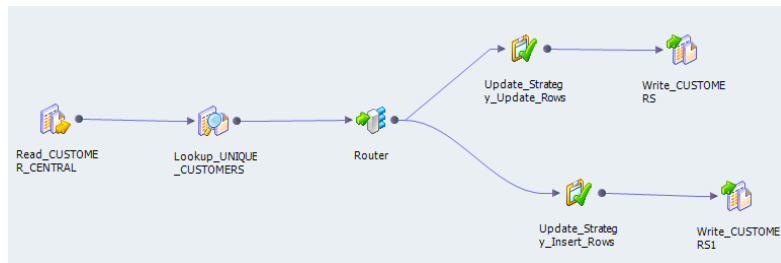 Update_Strateg
y_Update_Rows
Write_CUSTOME
RS
Read_CUSTOME
R_CENTRAL
Lookup_UNIQUE
_CUSTOMERS
Router
Update_Strateg
y_Insert_Rows
Write_CUSTOME
RS1